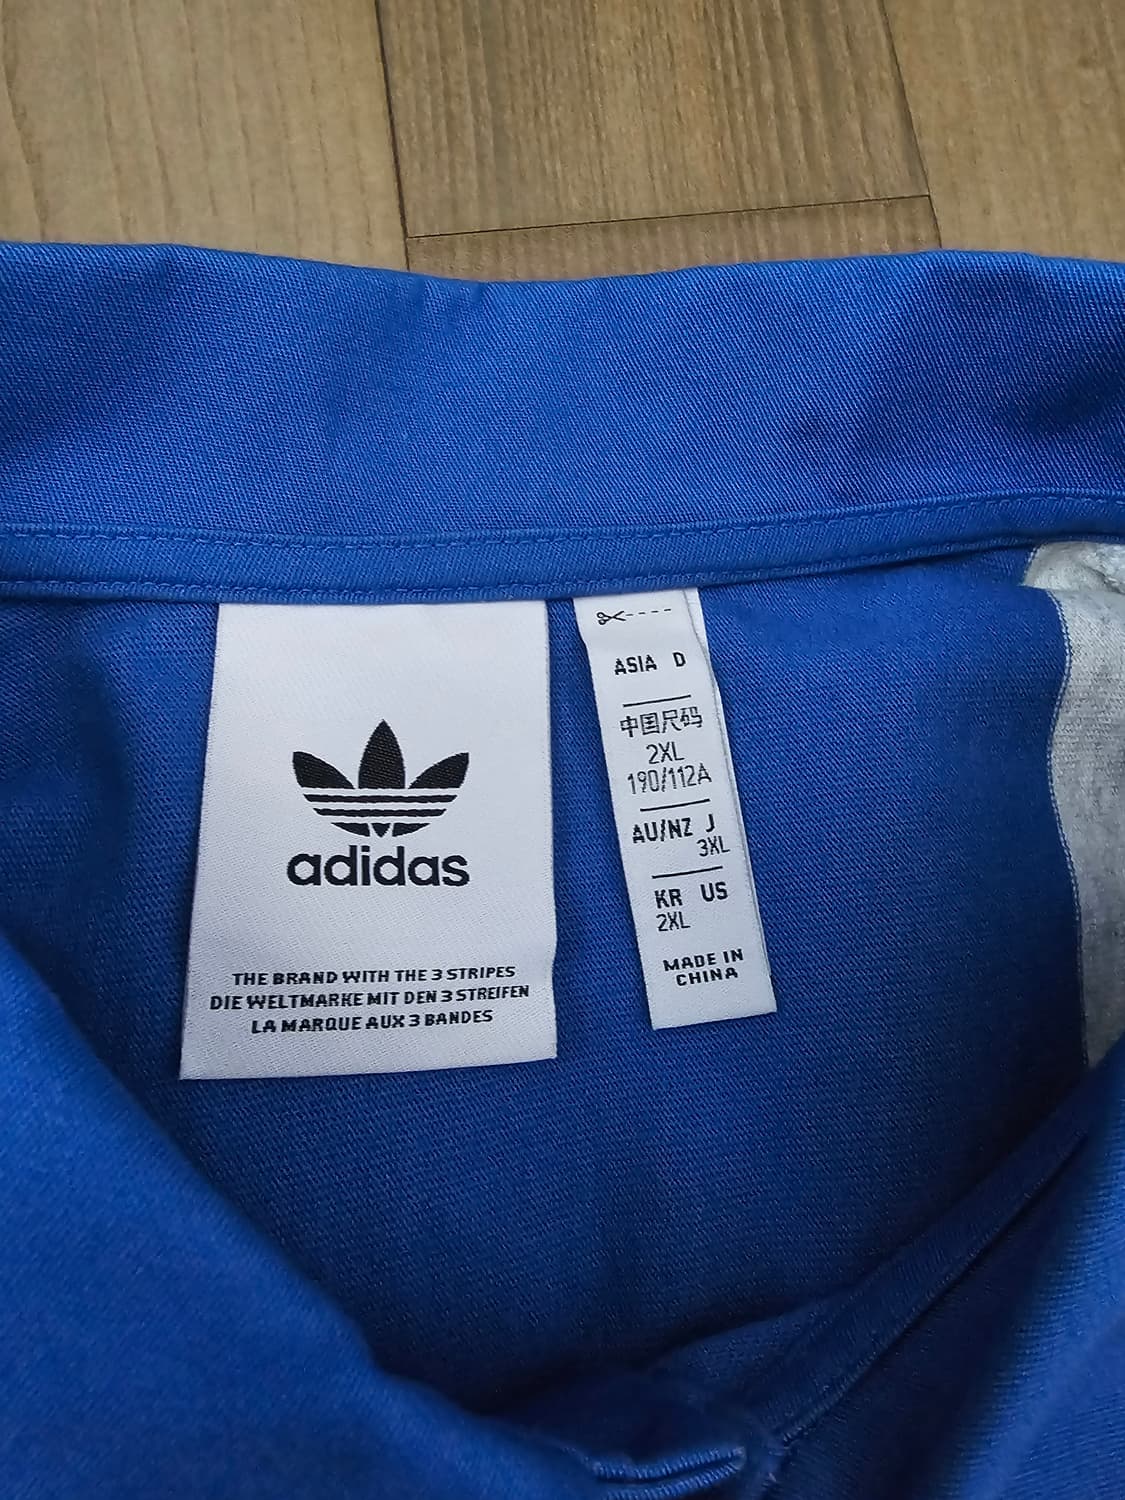 adidas
THE BRAND WITH THE 3 STRIPES
DIE WELTMARKE MIT DEN 3 STREIFEN
LA MARQUE AUX 3 BANDES
ASIA D
中国尺码
2XL
190/112A
AU/NZ J
3XL
KR US
2XL
MADE IN
CHINA